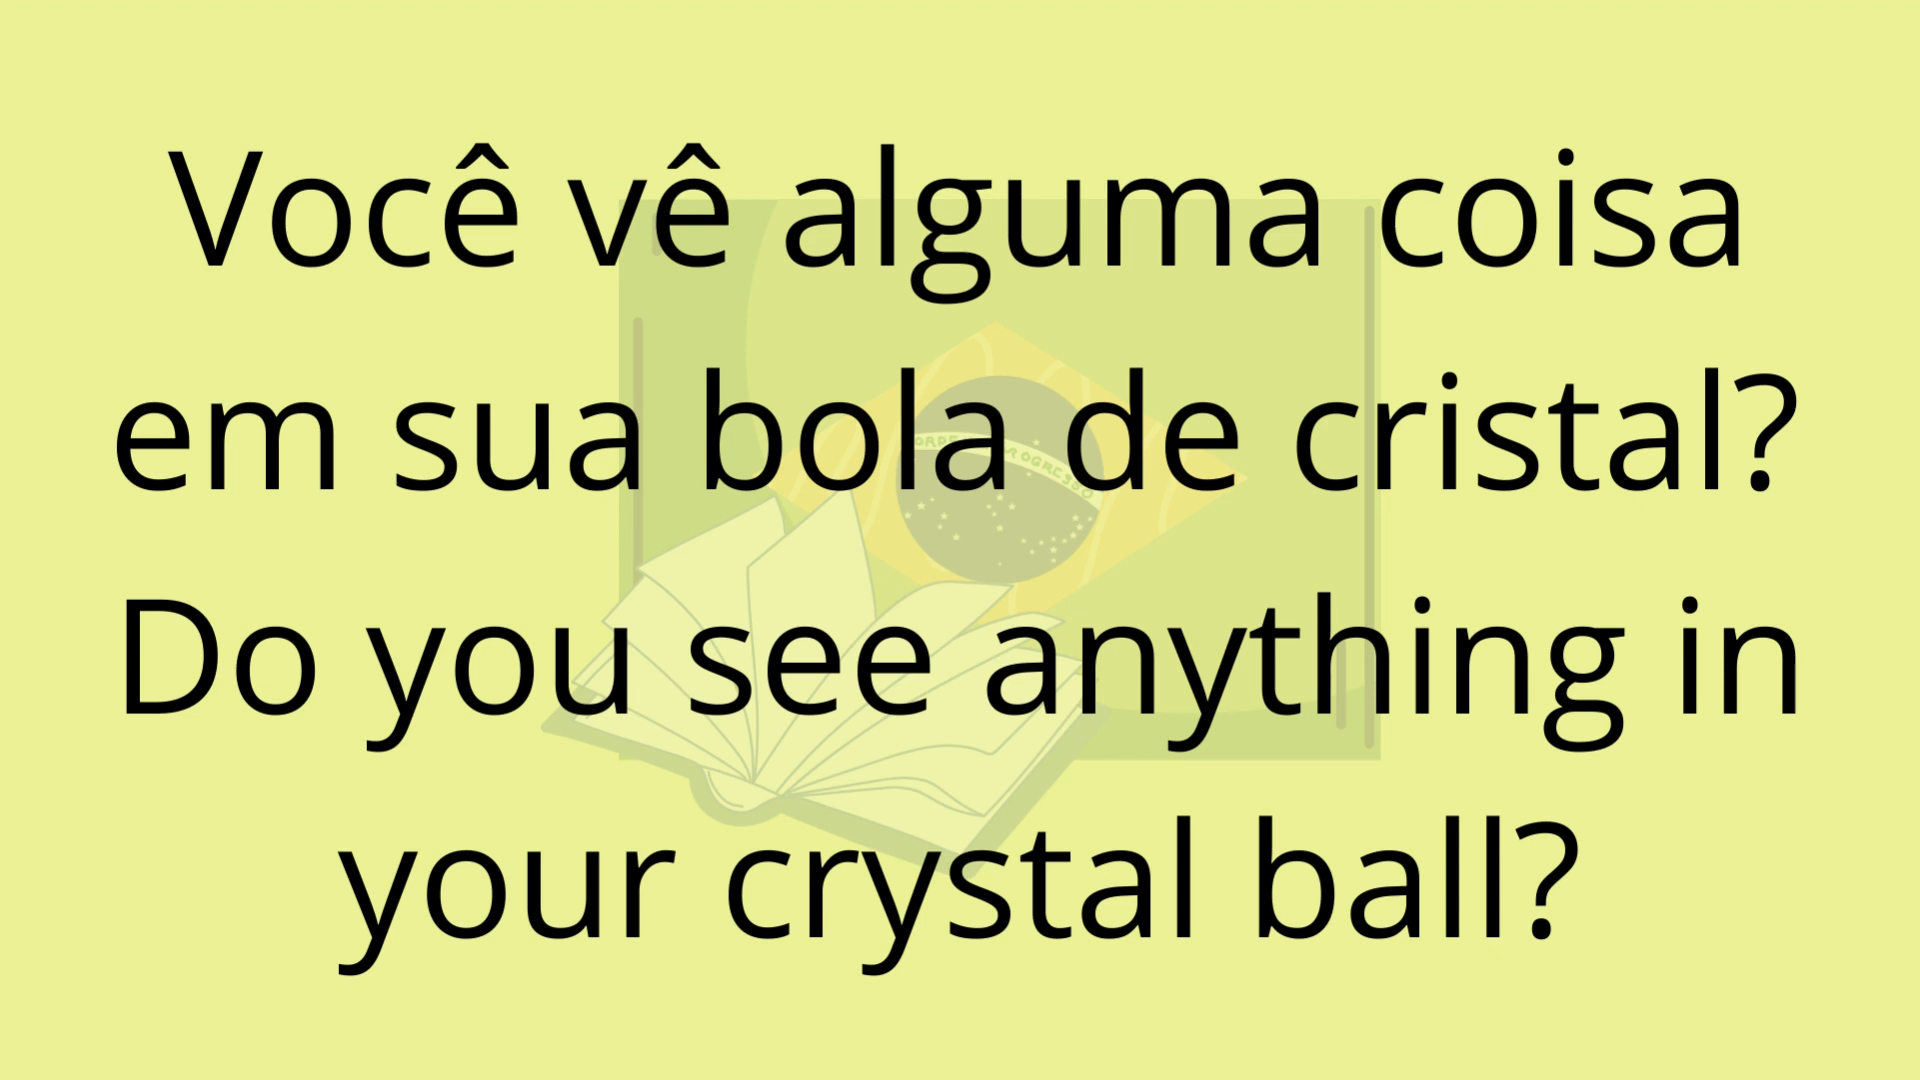 Você vê alguma coisa
em sua bola de cristal?
Do you see anything in
your crystal ball?